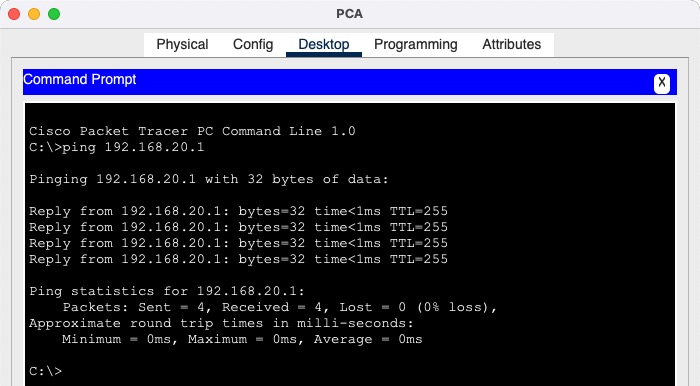 PCA
Physical Config Desktop Programming Attributes
Command Prompt
X
Cisco Packet Tracer PC Command Line 1.0
C:\>ping 192.168.20.1
Pinging 192.168.20.1 with 32 bytes of data:
Reply from 192.168.20.1: bytes=32 time<1ms TTL=255
Reply from 192.168.20.1: bytes=32 time<1ms TTL=255
Reply from 192.168.20.1: bytes=32 time<1ms TTL=255
Reply from 192.168.20.1: bytes=32 time<1ms TTL=255
Ping statistics for 192.168.20.1:
    Packets: Sent = 4, Received = 4, Lost = 0 (0% loss),
Approximate round trip times in milli-seconds:
    Minimum = 0ms, Maximum = 0ms, Average = 0ms
C:\>